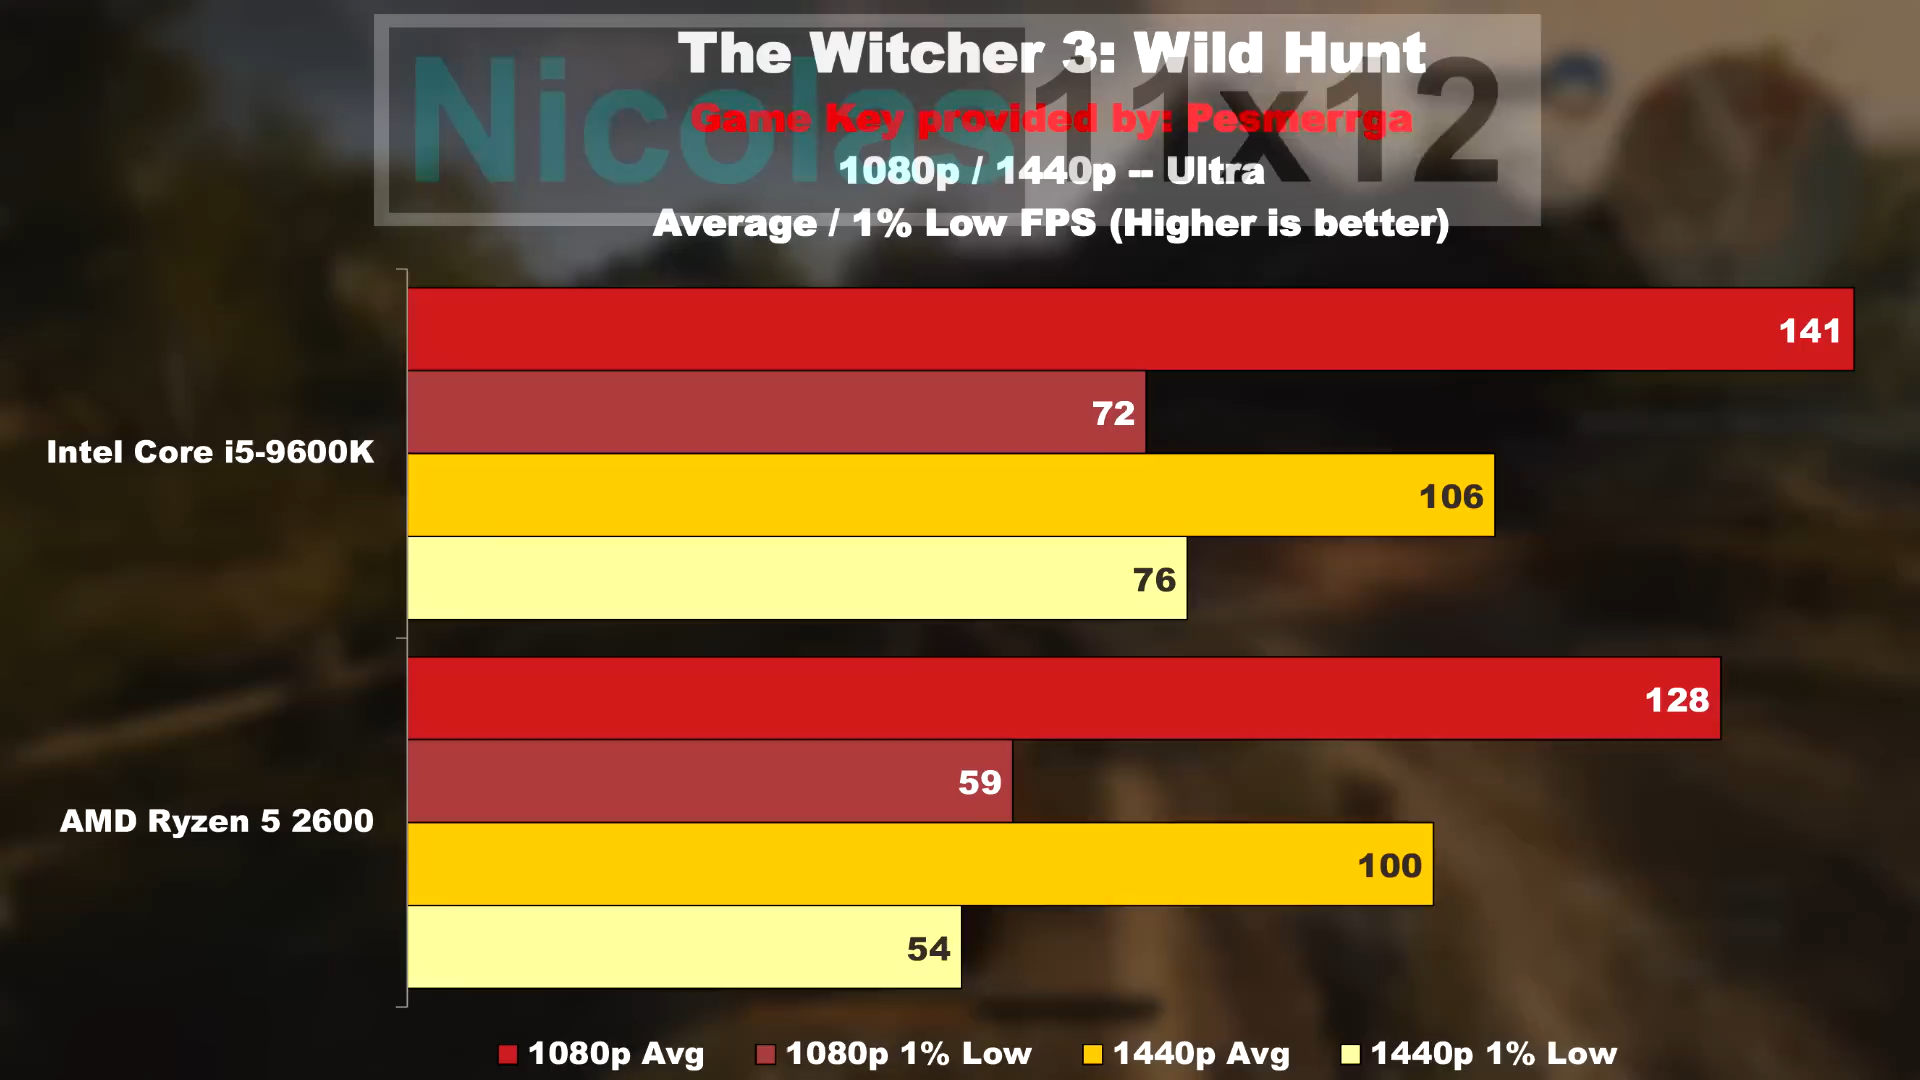 The Witcher 3: Wild Hunt
Nicolas11x12
Game Key provided by: Pesmerrga
1080p / 1440p -- Ultra
Average / 1% Low FPS (Higher is better)
141
72
Intel Core i5-9600K
106
76
128
59
AMD Ryzen 5 2600
100
54
1080p Avg
1080p 1% Low
1440p Avg
1440p 1% Low